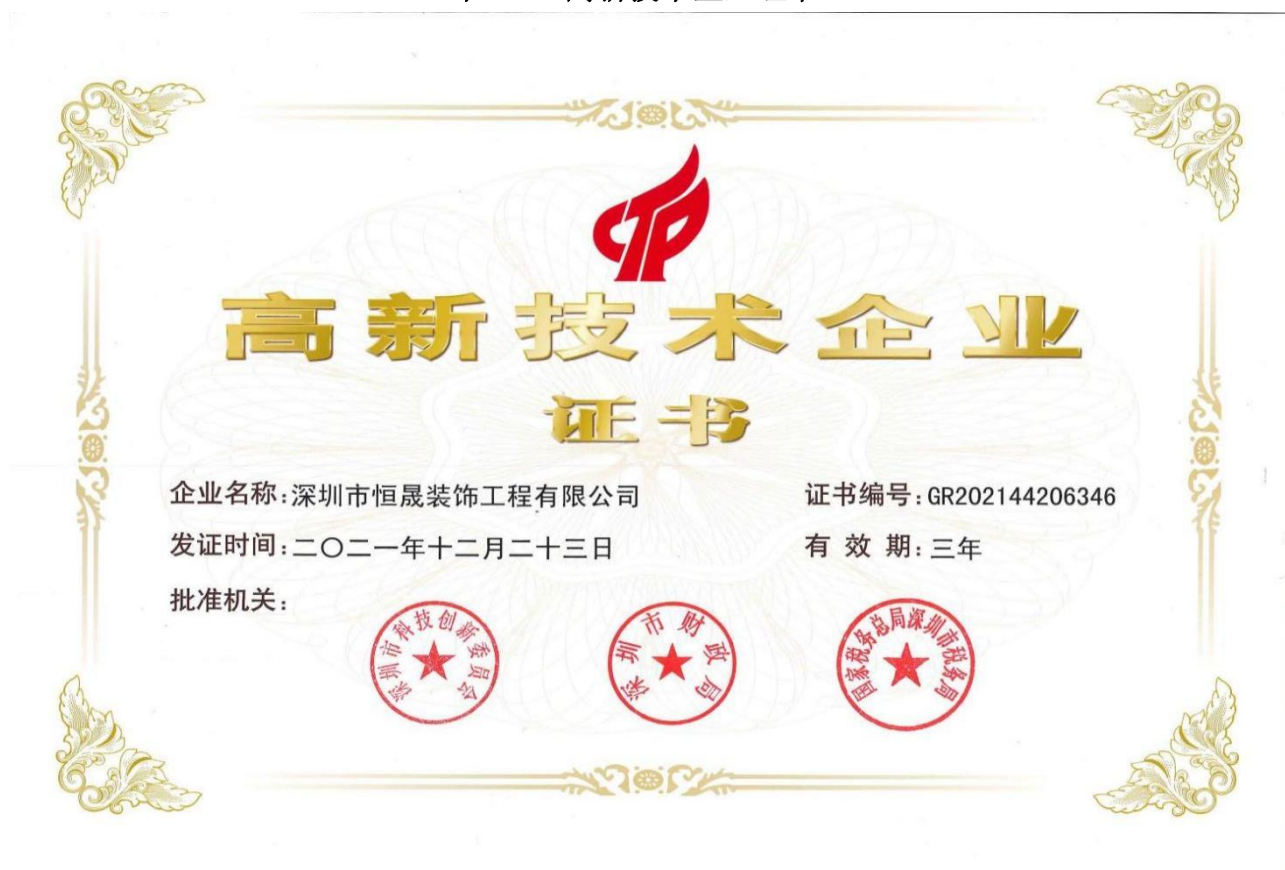 高新技术企业
证书
企业名称:深圳市恒晟装饰工程有限公司
证书编号:GR202144206346
发证时间:二〇二一年十二月二十三日
有效期:三年
批准机关:
深圳市科技创新委员会
深圳市财政局
国家税务总局深圳市税务局